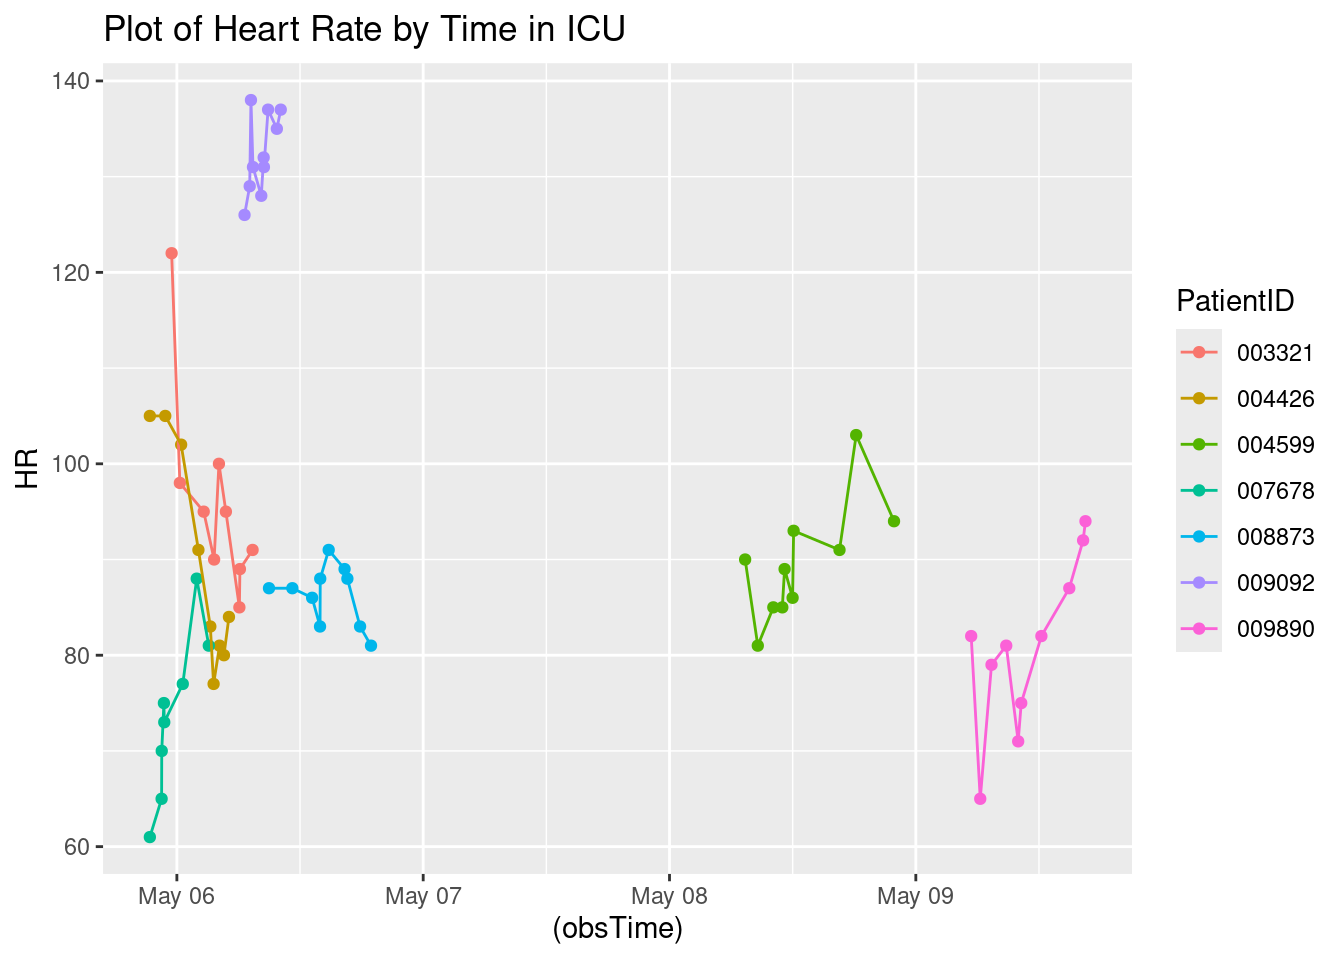 Plot of Heart Rate by Time in ICU
140
120
100
80
60
HR
May 06
May 07
May 08
May 09
(obsTime)
PatientID
003321
004426
004599
007678
008873
009092
009890